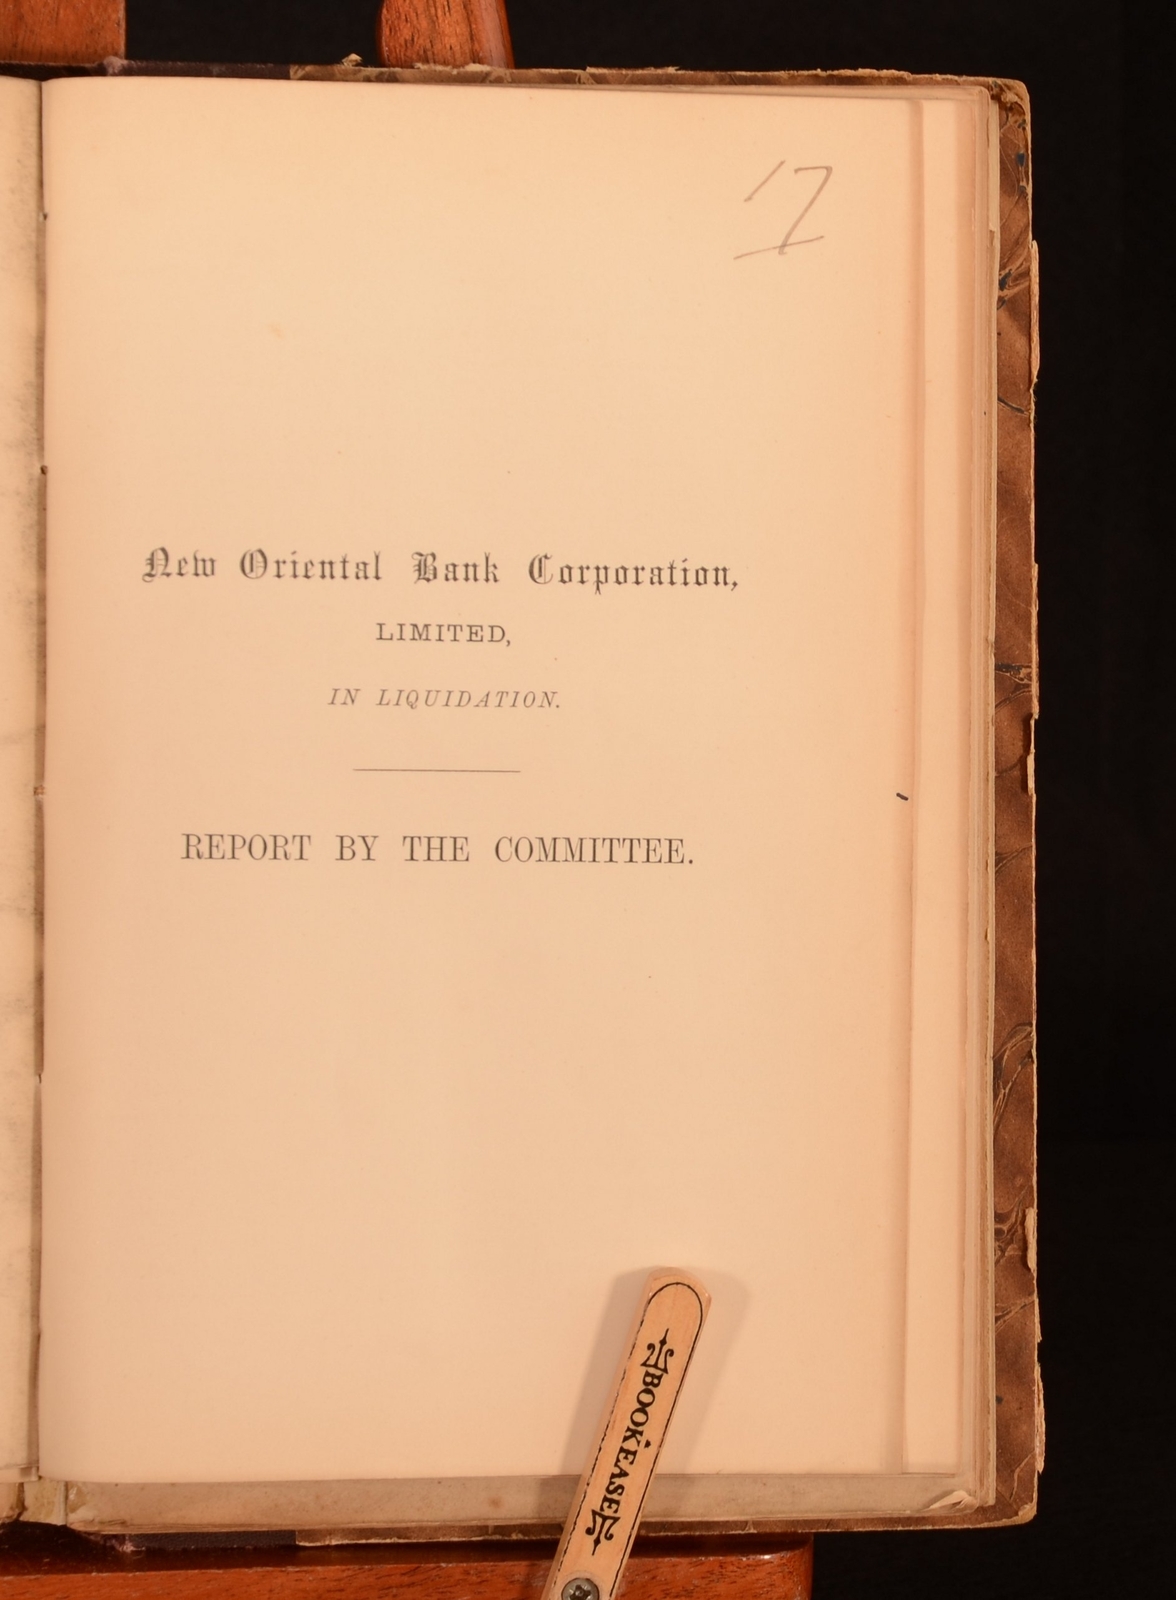 17
New Oriental Bank Corporation,
LIMITED,
IN LIQUIDATION.
REPORT BY THE COMMITTEE.
BOOKEASE